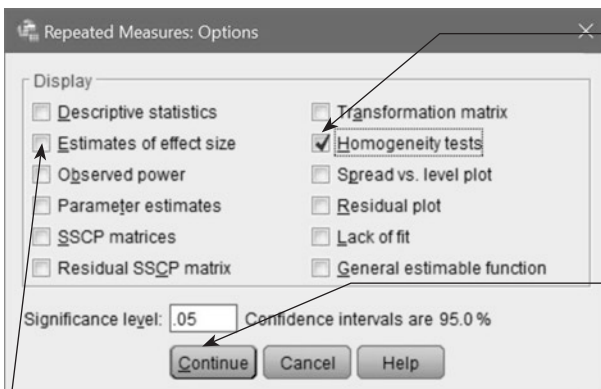 Repeated Measures: Options
Display
Descriptive statistics
Transformation matrix
Estimates of effect size
Homogeneity tests
Observed power
Spread vs. level plot
Parameter estimates
Residual plot
SSCP matrices
Lack of fit
Residual SSCP matrix
General estimable function
Significance level: .05 Confidence intervals are 95.0 %
Continue Cancel Help